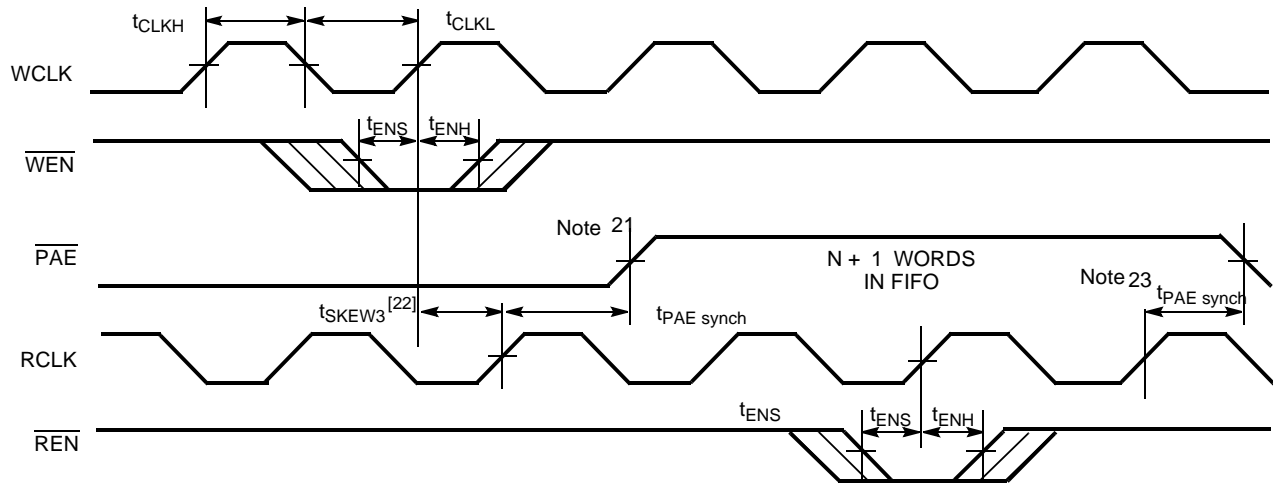 tCLKH
tCLKL
WCLK
tENS
tENH
WEN
Note 21
PAE
N + 1 WORDS
IN FIFO
Note 23
tPAE synch
tSKEW3 [22]
tPAE synch
RCLK
tENS
tENS
tENH
REN